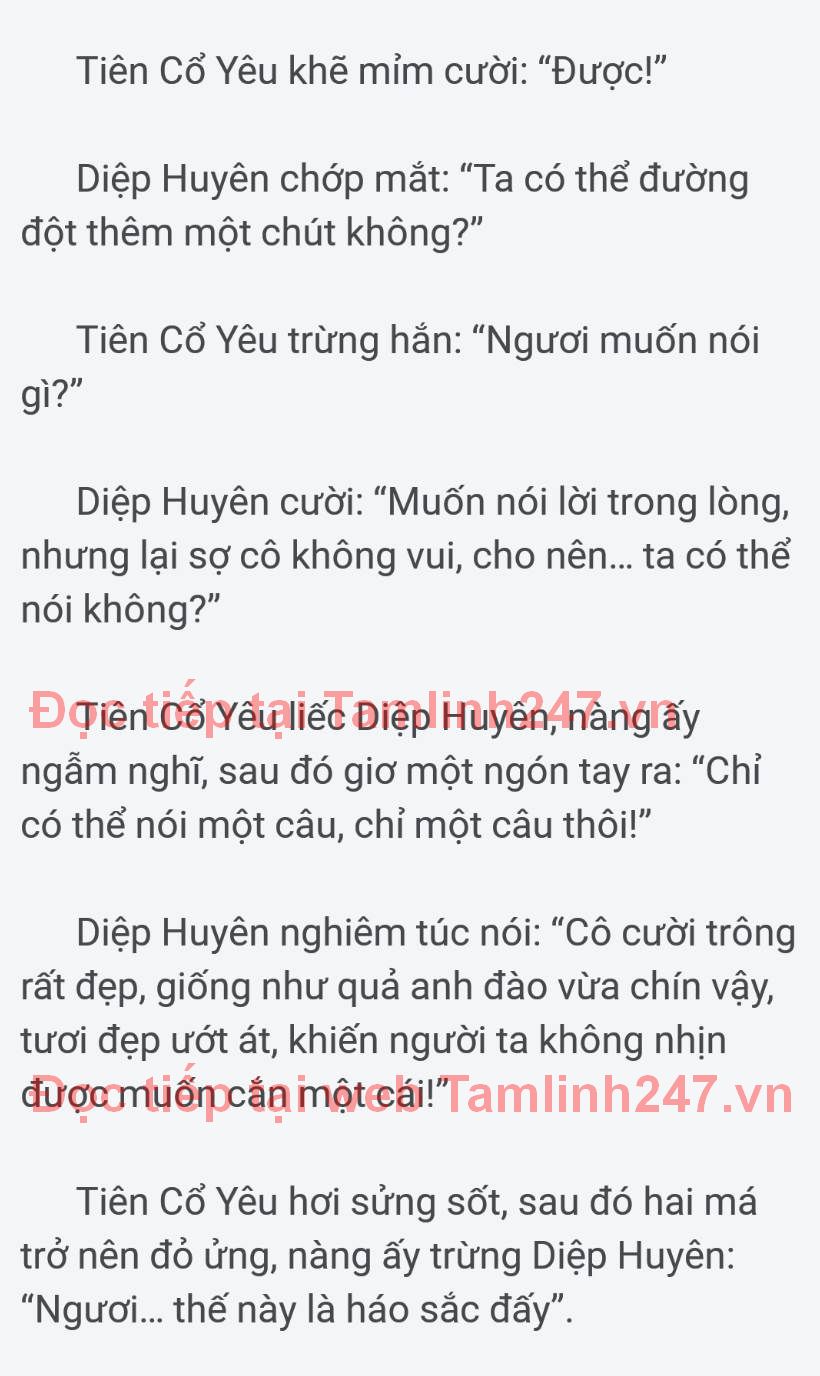 Tiên Cổ Yêu khẽ mỉm cười: “Được!”
Diệp Huyên chớp mắt: “Ta có thể đường
đột thêm một chút không?”
Tiên Cổ Yêu trừng hắn: “Ngươi muốn nói
gì?”
Diệp Huyên cười: “Muốn nói lời trong lòng,
nhưng lại sợ cô không vui, cho nên... ta có thể
nói không?”
Đọc tiếp tại Tamlinh247.vn
Tiên Cổ Yêu liếc Diệp Huyên, nàng ấy
ngẫm nghĩ, sau đó giơ một ngón tay ra: “Chỉ
có thể nói một câu, chỉ một câu thôi!”
Diệp Huyên nghiêm túc nói: “Cô cười trông
rất đẹp, giống như quả anh đào vừa chín vậy,
tươi đẹp ướt át, khiến người ta không nhịn
được muốn cắn một cái!”
Đọc tiếp tại web Tamlinh247.vn
Tiên Cổ Yêu hơi sửng sốt, sau đó hai má
trở nên đỏ ửng, nàng ấy trừng Diệp Huyên:
“Ngươi... thế này là háo sắc đấy”.